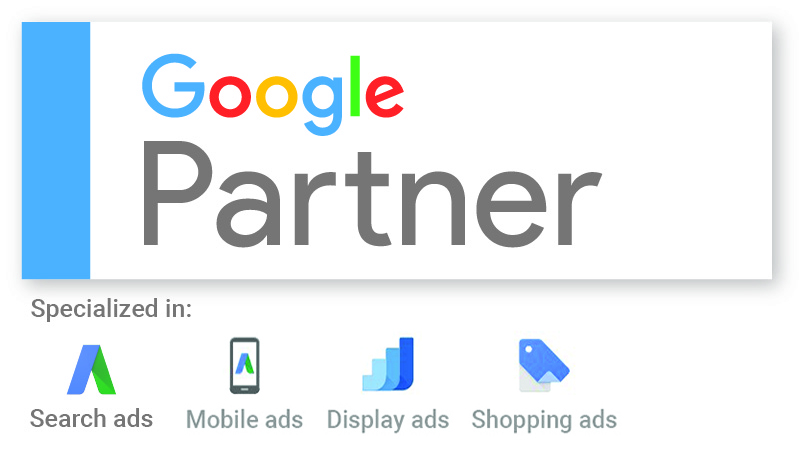 Google
Partner
Specialized in:
Search ads Mobile ads Display ads Shopping ads